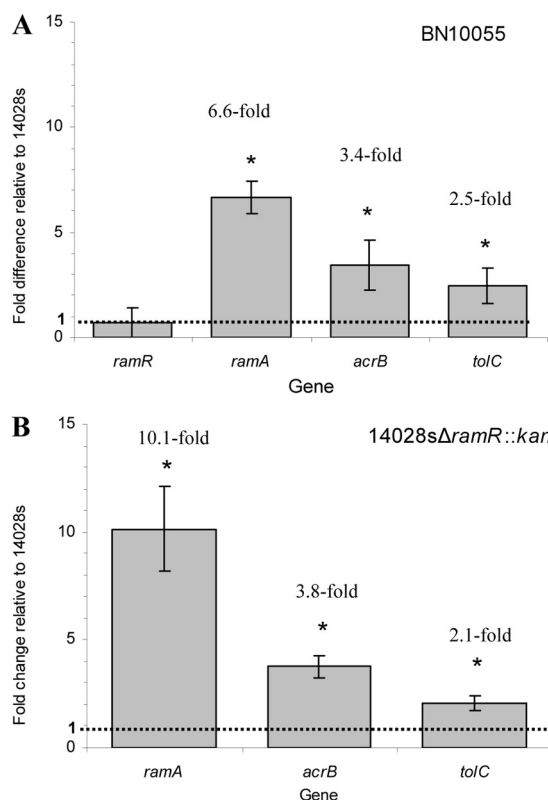 A
BN10055
Fold difference relative to 14028s
15
10
5
1
0
6.6-fold
*
3.4-fold
*
2.5-fold
*
ramR
ramA
acrB
tolC
Gene
B
14028sΔramR::kan
Fold change relative to 14028s
15
10
5
1
0
10.1-fold
*
3.8-fold
*
2.1-fold
*
ramA
acrB
tolC
Gene